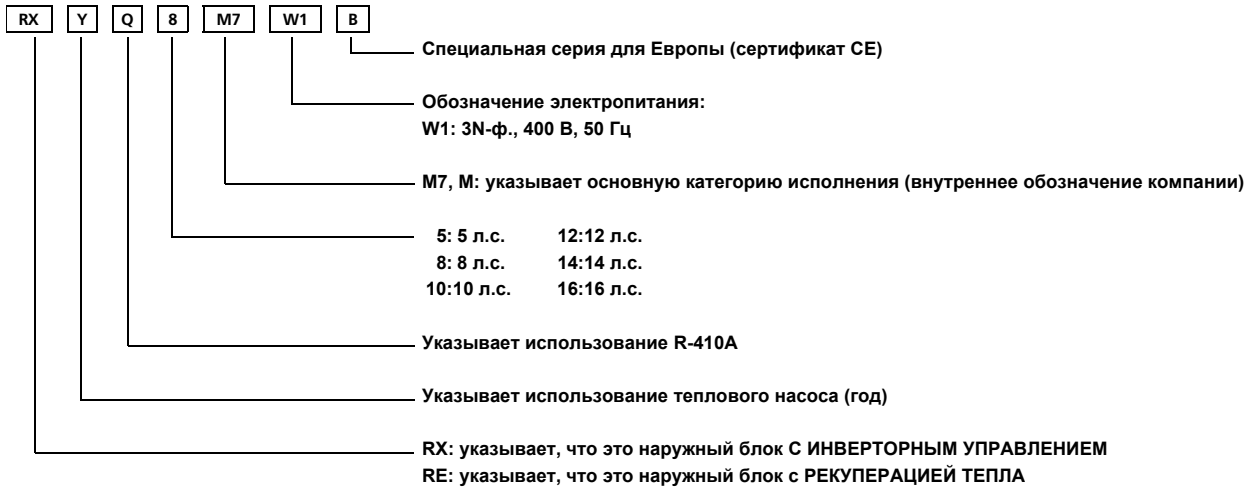 RX Y Q 8 M7 W1 B
Специальная серия для Европы (сертификат CE)
Обозначение электропитания:
W1: 3N-ф., 400 В, 50 Гц
M7, M: указывает основную категорию исполнения (внутреннее обозначение компании)
5: 5 л.с. 12:12 л.с.
8: 8 л.с. 14:14 л.с.
10:10 л.с. 16:16 л.с.
Указывает использование R-410A
Указывает использование теплового насоса (год)
RX: указывает, что это наружный блок С ИНВЕРТОРНЫМ УПРАВЛЕНИЕМ
RE: указывает, что это наружный блок с РЕКУПЕРАЦИЕЙ ТЕПЛА